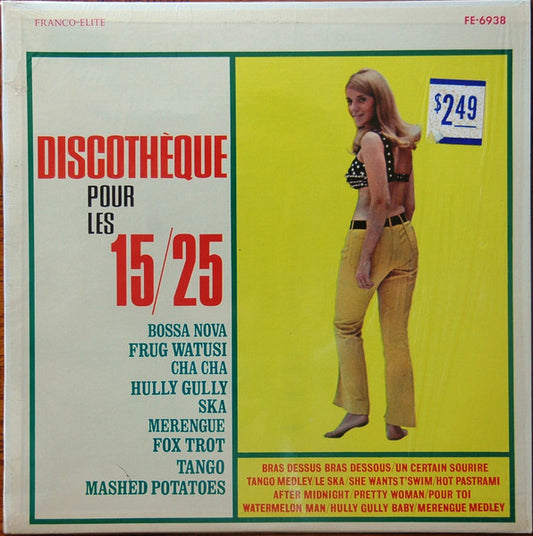 FRANCO-ELITE
FE-6938
$2.49
DISCOTHÈQUE
POUR
LES
15/25
BOSSA NOVA
FRUG WATUSI
CHA CHA
HULLY GULLY
SKA
MERENGUE
FOX TROT
TANGO
MASHED POTATOES
BRAS DESSUS BRAS DESSOUS/UN CERTAIN SOURIRE
TANGO MEDLEY/LE SKA/SHE WANTS T'SWIM/HOT PASTRAMI
AFTER MIDNIGHT/PRETTY WOMAN/POUR TOI
WATERMELON MAN/HULLY GULLY BABY/MERENGUE MEDLEY